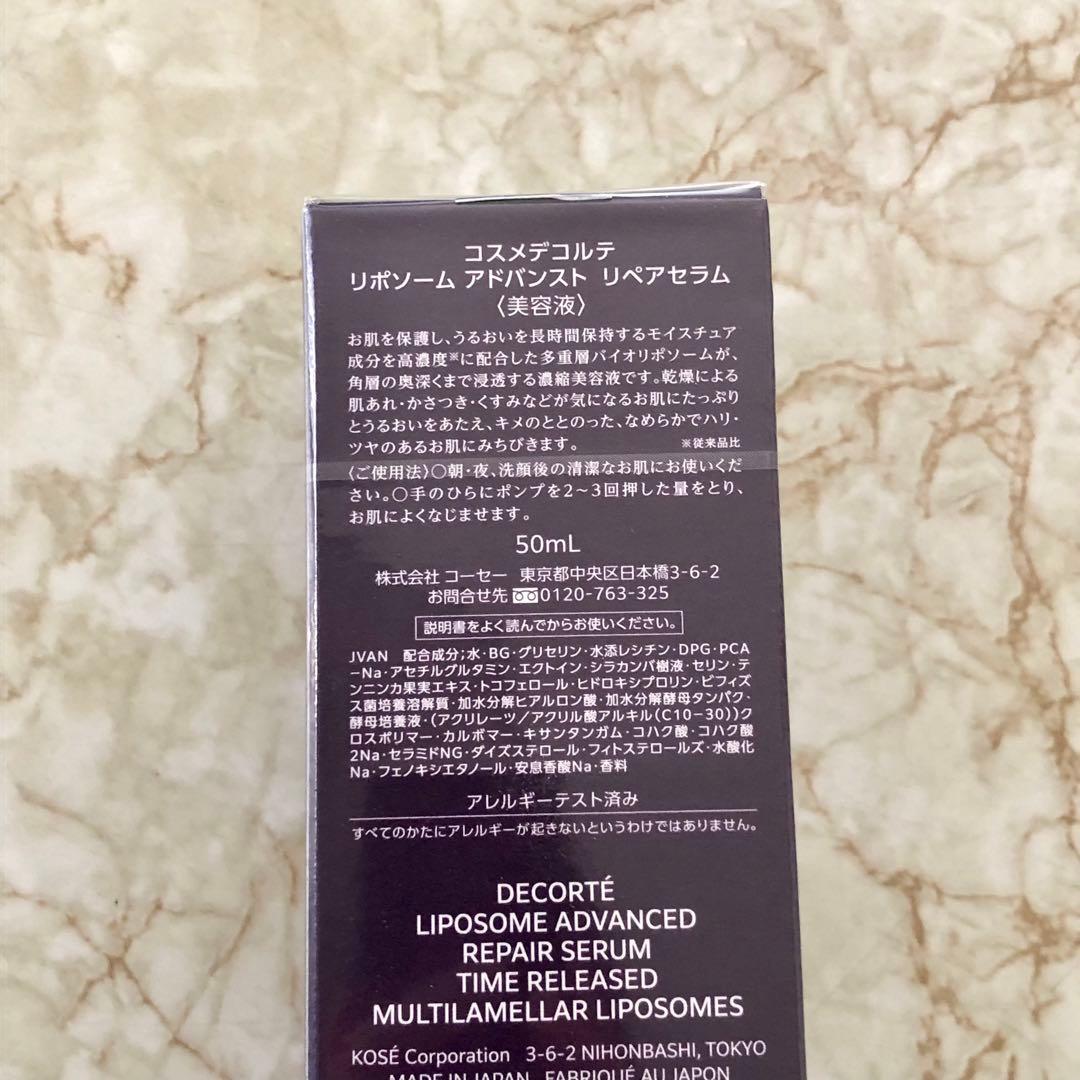 コスメデコルテ
リポソーム アドバンスト リペアセラム
〈美容液〉
お肌を保護し、うるおいを長時間保持するモイスチュア
成分を高濃度※に配合した多重層バイオリポソームが、
角層の奥深くまで浸透する濃縮美容液です。乾燥による
肌あれ・かさつき・くすみなどが気になるお肌にたっぷり
とうるおいをあたえ、キメのととのった、なめらかでハリ・
ツヤのあるお肌にみちびきます。 ※従来品比
〈ご使用法〉○朝・夜、洗顔後の清潔なお肌にお使いくだ
さい。○手のひらにポンプを2〜3回押した量をとり、
お肌によくなじませます。
50mL
株式会社 コーセー 東京都中央区日本橋3-6-2
お問合せ先 0120-763-325
説明書をよく読んでからお使いください。
JVAN 配合成分;水・BG・グリセリン・水添レシチン・DPG・PCA
-Na・アセチルグルタミン・エクトイン・シラカンバ樹液・セリン・テ
ンニンカ果実エキス・トコフェロール・ヒドロキシプロリン・ビフィズ
ス菌培養溶解質・加水分解ヒアルロン酸・加水分解酵母タンパク・
酵母培養液・(アクリレーツ/アクリル酸アルキル(C10-30))ク
ロスポリマー・カルボマー・キサンタンガム・コハク酸・コハク酸
2Na・セラミドNG・ダイズステロール・フィトステロールズ・水酸化
Na・フェノキシエタノール・安息香酸Na・香料
アレルギーテスト済み
すべてのかたにアレルギーが起きないというわけではありません。
DECORTÉ
LIPOSOME ADVANCED
REPAIR SERUM
TIME RELEASED
MULTILAMELLAR LIPOSOMES
KOSÉ Corporation 3-6-2 NIHONBASHI, TOKYO
MADE IN JAPAN FABRIQUÉ AU JAPON